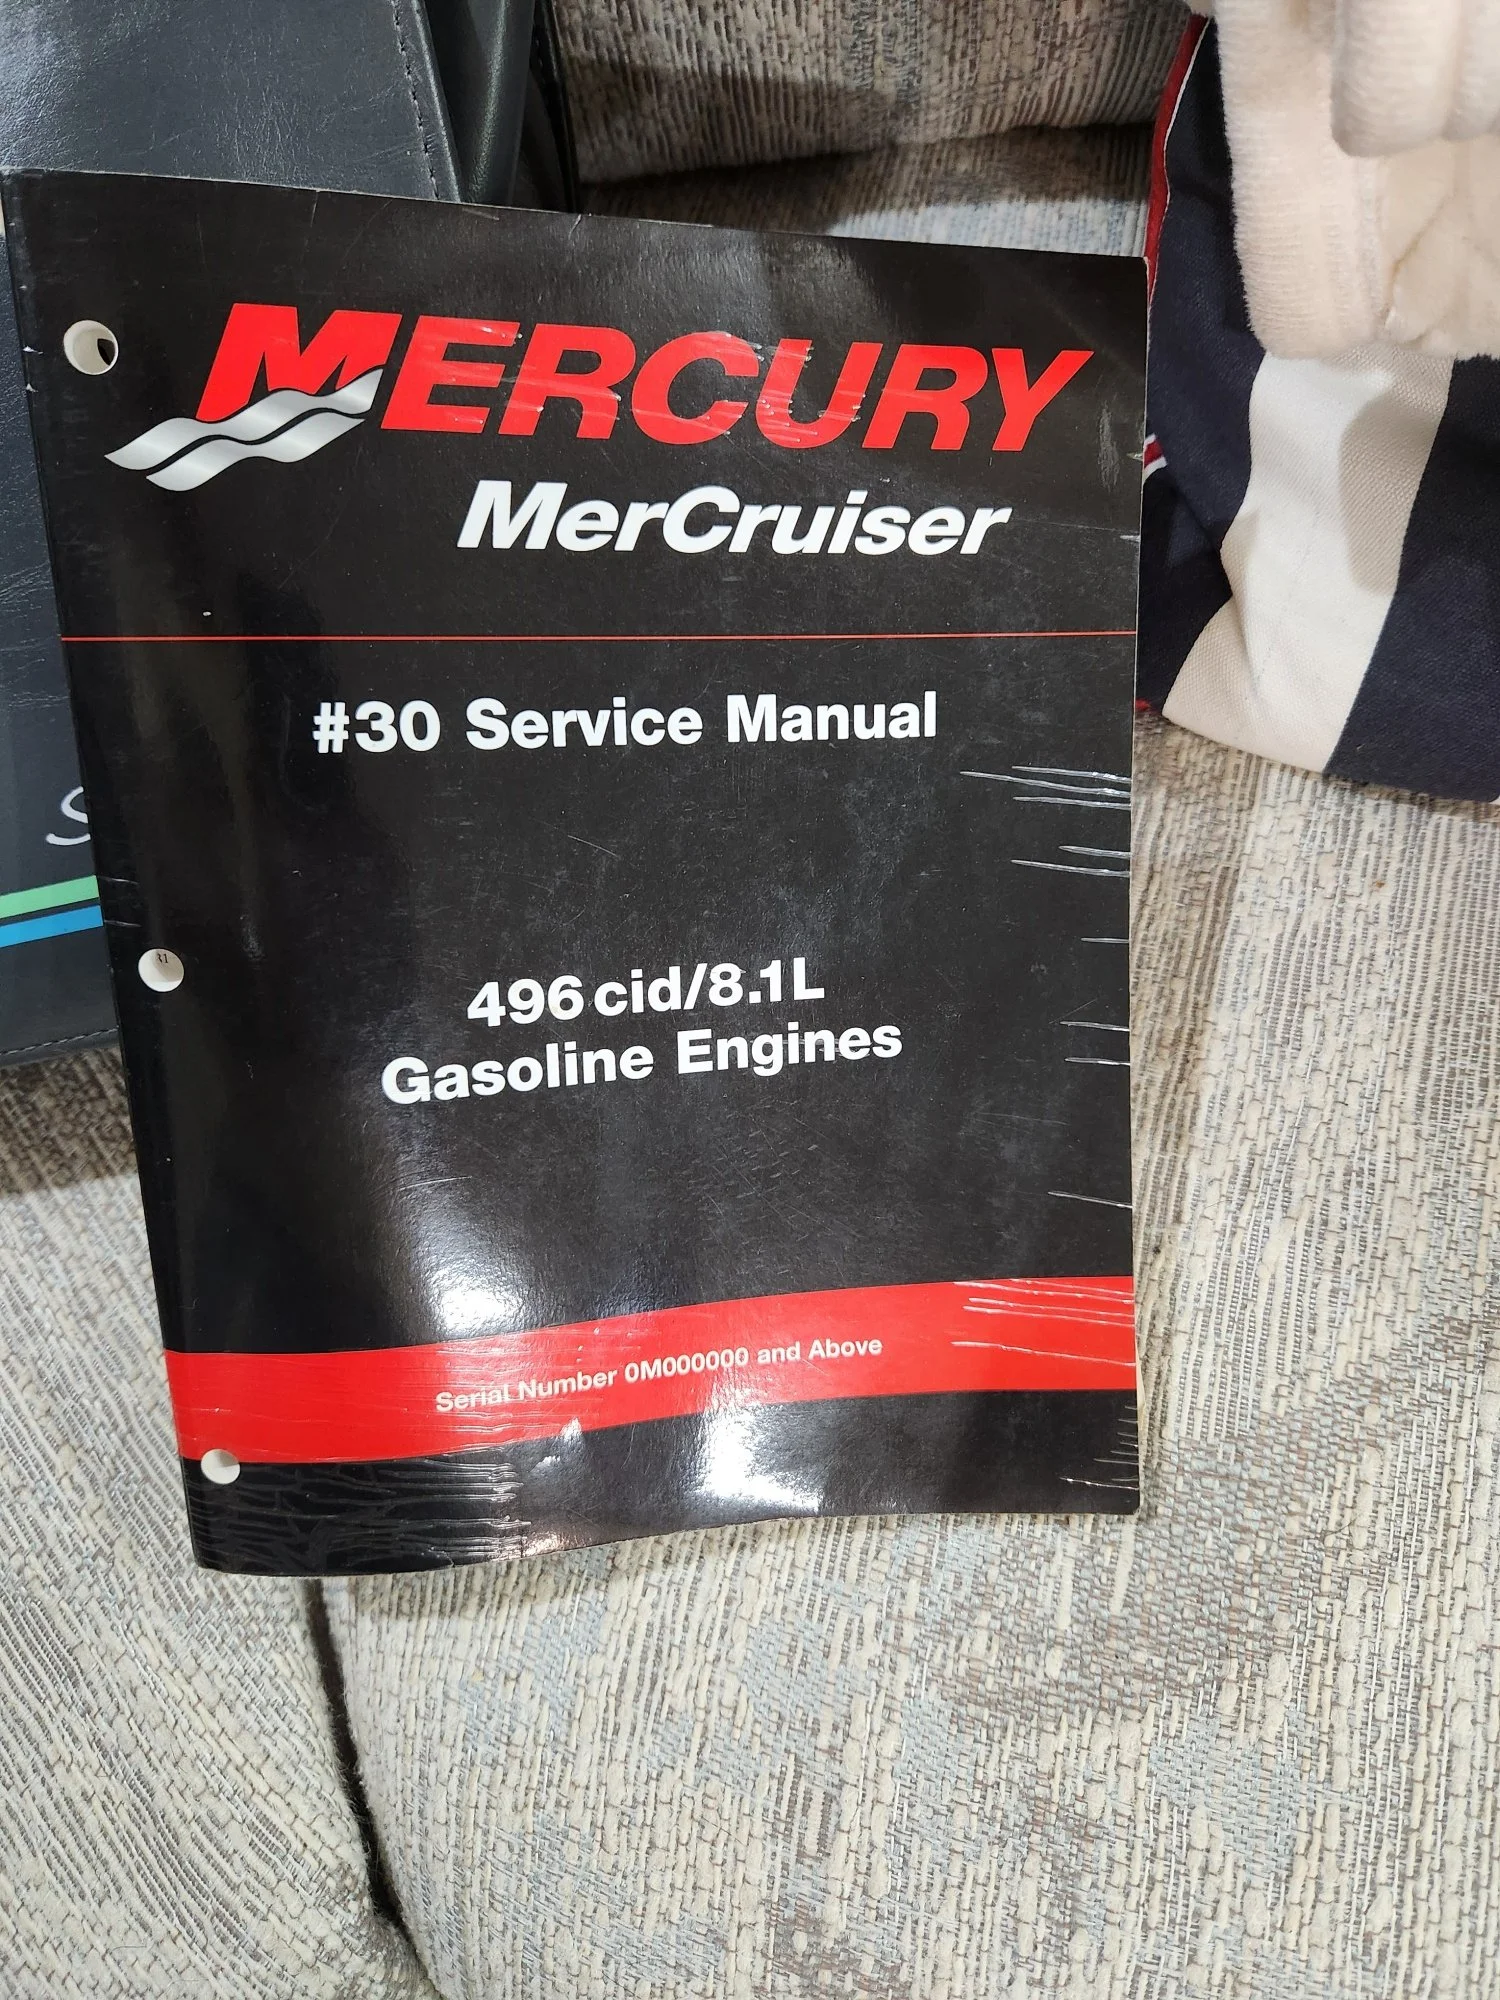 MERCURY
MerCruiser
#30 Service Manual
496 cid/8.1L
Gasoline Engines
Serial Number 0M000000 and Above